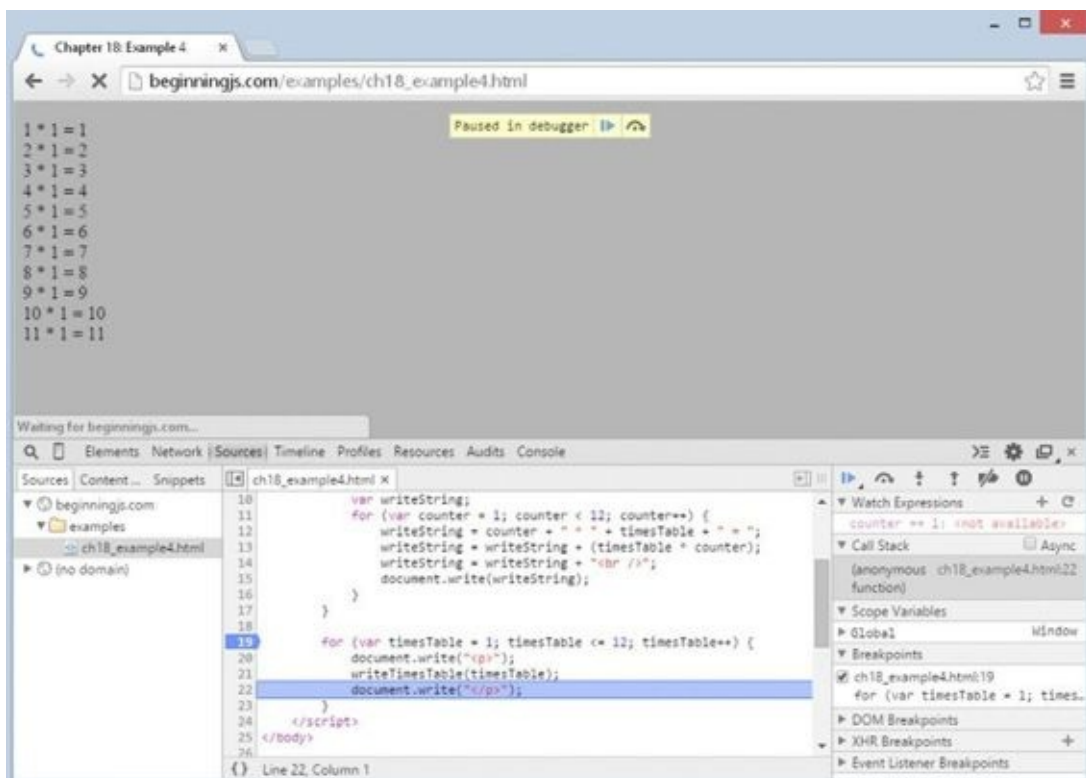 Chapter 18: Example 4 ×
beginningjs.com/examples/ch18_example4.html
Paused in debugger
1 * 1 = 1
2 * 1 = 2
3 * 1 = 3
4 * 1 = 4
5 * 1 = 5
6 * 1 = 6
7 * 1 = 7
8 * 1 = 8
9 * 1 = 9
10 * 1 = 10
11 * 1 = 11
Waiting for beginningjs.com...
Elements Network Sources Timeline Profiles Resources Audits Console
Sources Content... Snippets
ch18_example4.html ×
beginningjs.com
examples
ch18_example4.html
(no domain)
10 var writeString;
11 for (var counter = 1; counter < 12; counter++) {
12 writeString = counter + " * " + timesTable + " = ";
13 writeString = writeString + (timesTable * counter);
14 writeString = writeString + "<br />";
15 document.write(writeString);
16 }
17 }
18
19 for (var timesTable = 1; timesTable <= 12; timesTable++) {
20 document.write("<p>");
21 writeTimesTable(timesTable);
22 document.write("</p>");
23 }
24 </script>
25 </body>
26
{} Line 22, Column 1
Watch Expressions
counter == 1: <not available>
Call Stack Async
(anonymous function) ch18_example4.html:22
Scope Variables
Global Window
Breakpoints
ch18_example4.html:19
for (var timesTable = 1; times...
DOM Breakpoints
XHR Breakpoints
Event Listener Breakpoints